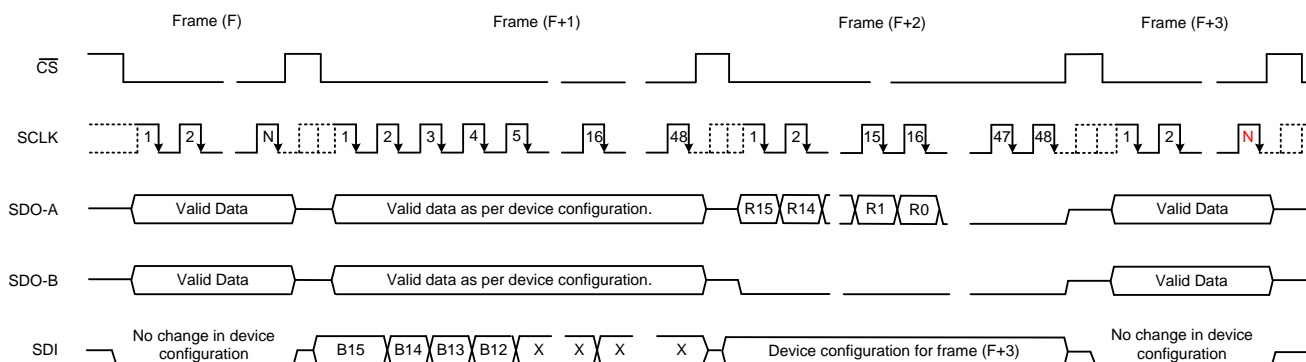 Frame (F) Frame (F+1) Frame (F+2) Frame (F+3)
CS
SCLK 1 2 N 1 2 3 4 5 16 48 1 2 15 16 47 48 1 2 N
SDO-A Valid Data Valid data as per device configuration. R15 R14 R1 R0 Valid Data
SDO-B Valid Data Valid data as per device configuration. Valid Data
SDI No change in device configuration B15 B14 B13 B12 X X X X Device configuration for frame (F+3) No change in device configuration